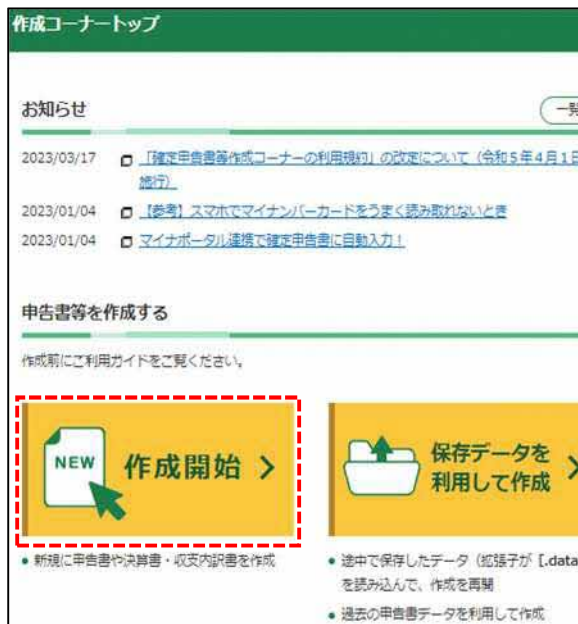 作成コーナートップ
お知らせ
一覧
2023/03/17 「確定申告書等作成コーナーの利用規約」の改定について（令和5年4月1日
施行）
2023/01/04 【参考】スマホでマイナンバーカードをうまく読み取れないとき
2023/01/04 マイナポータル連携で確定申告書に自動入力！
申告書等を作成する
作成前にご利用ガイドをご覧ください。
NEW 作成開始
保存データを
利用して作成
• 新規に申告書や決算書・収支内訳書を作成
• 途中で保存したデータ（拡張子が【.data
を読み込んで、作成を再開
• 過去の申告書データを利用して作成